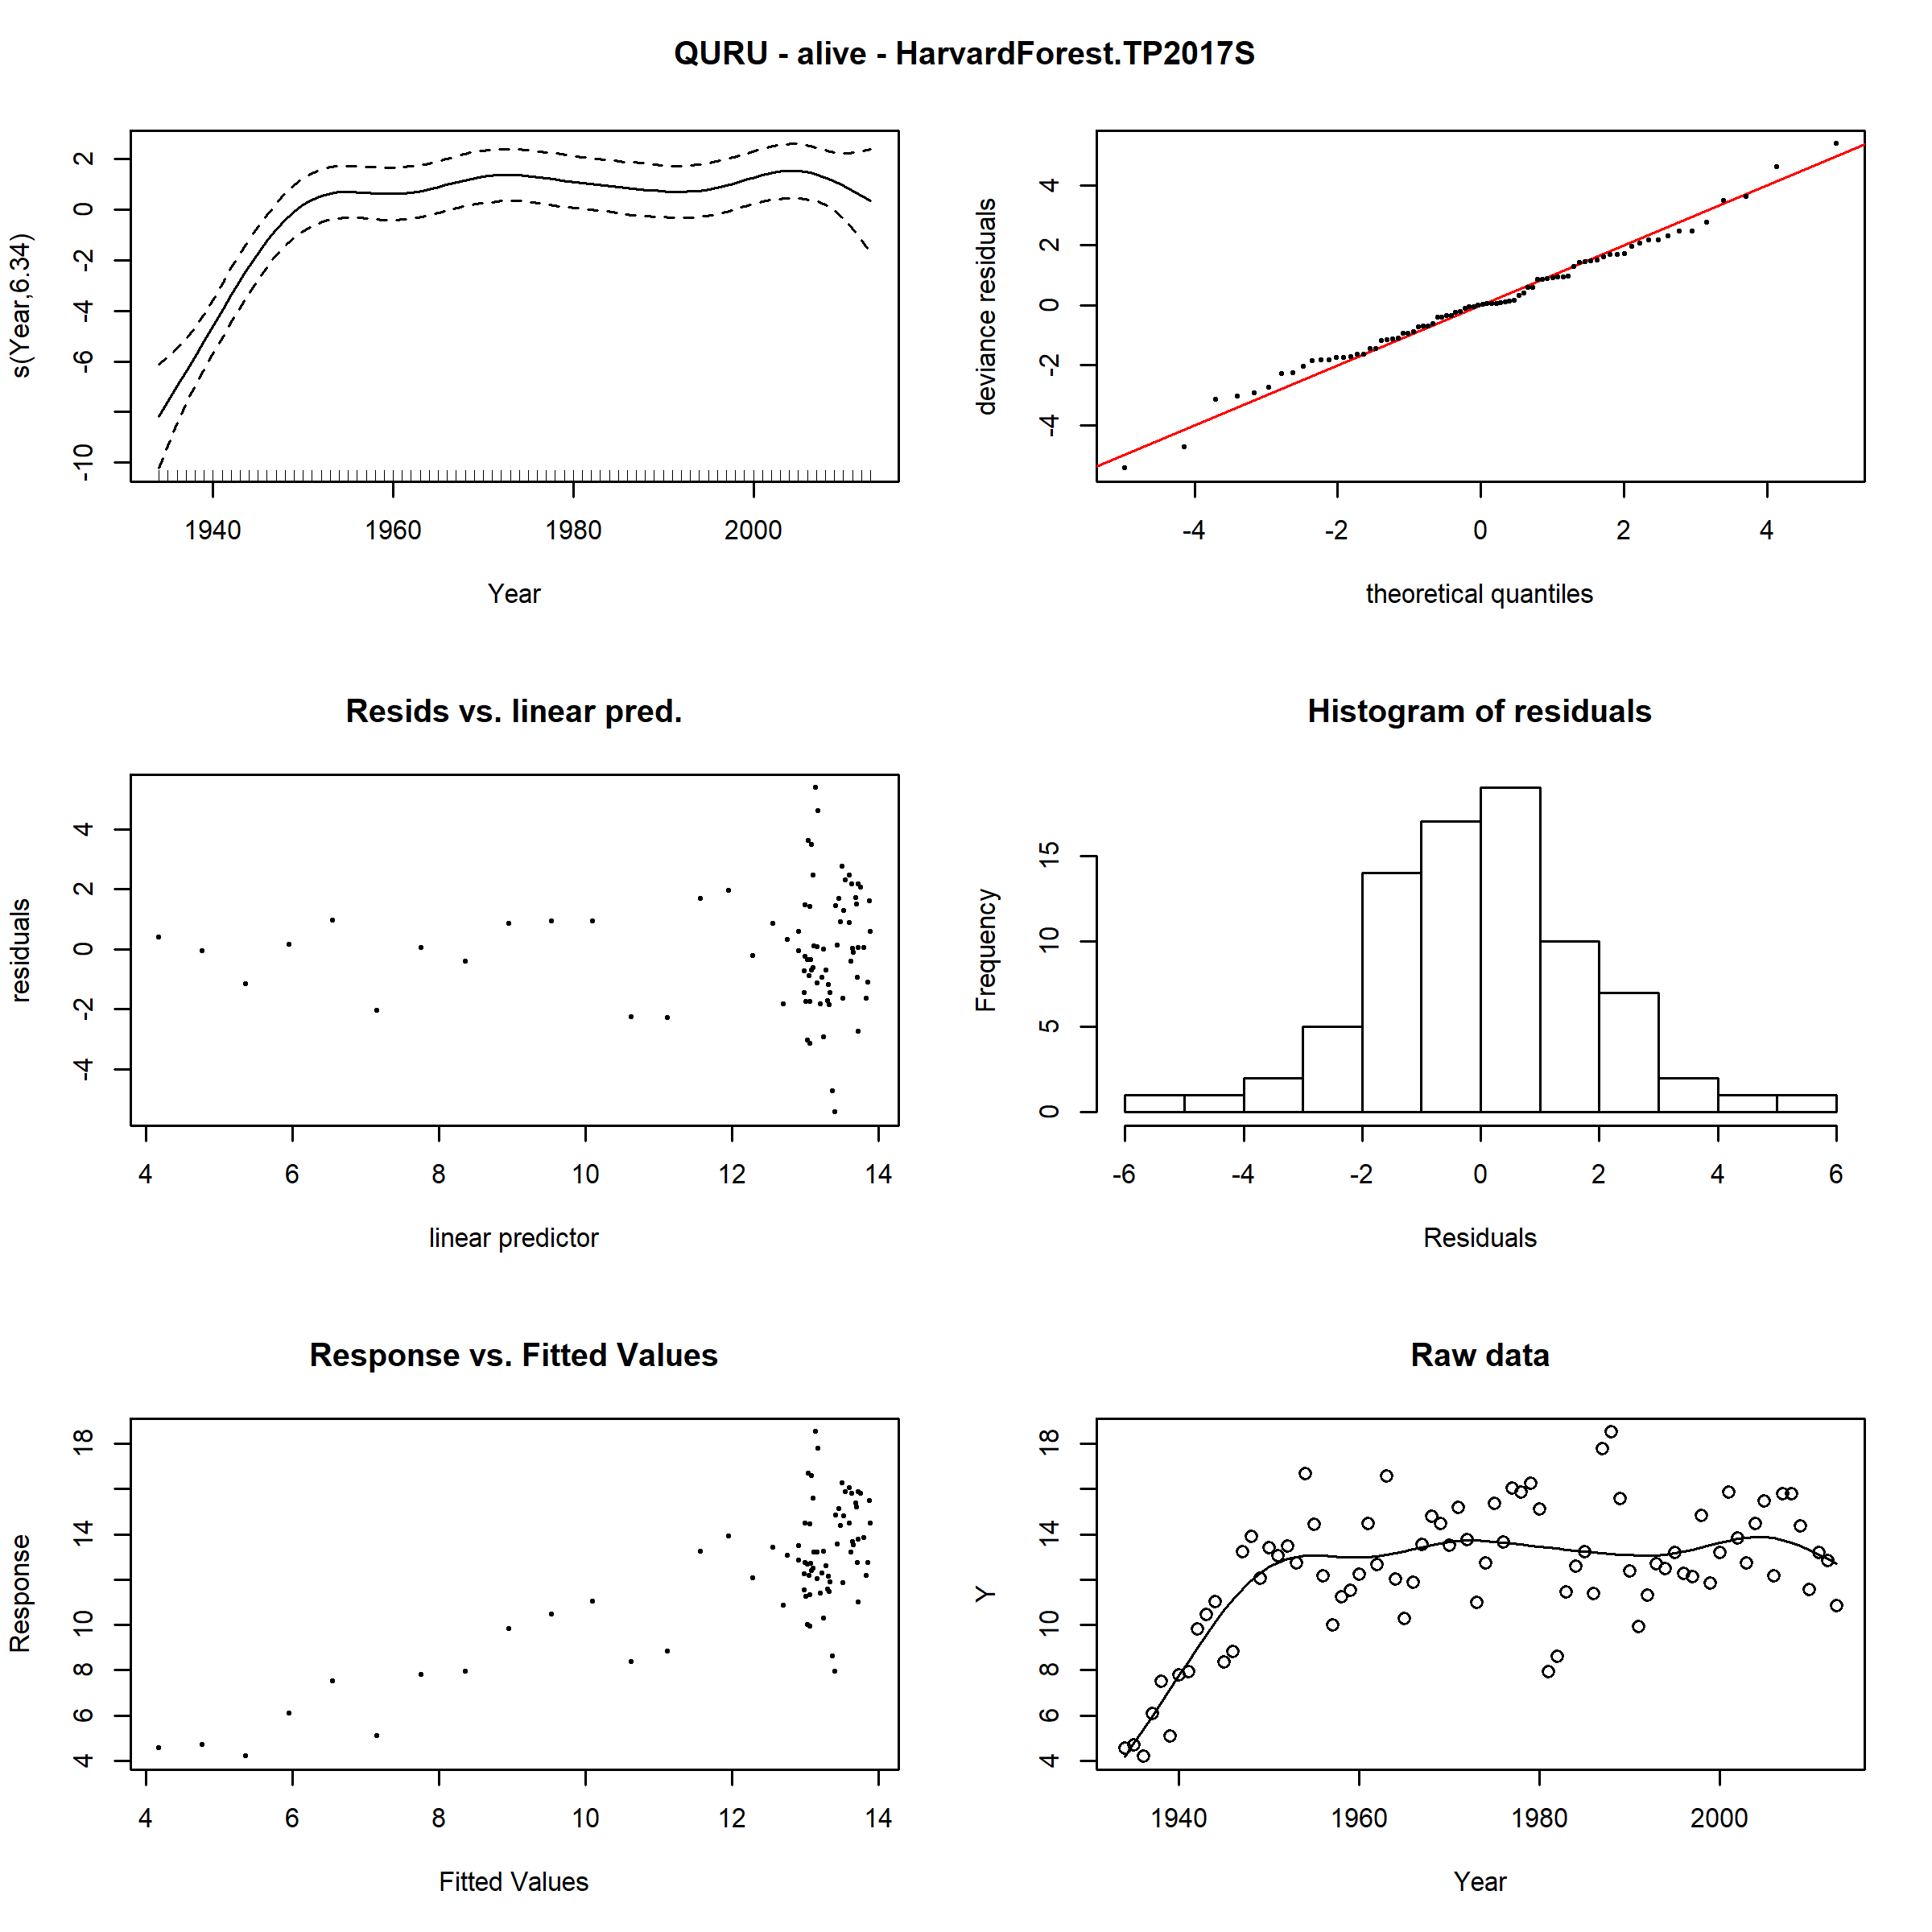 QURU - alive - HarvardForest.TP2017S
s(Year,6.34)
2
0
-2
-4
-6
-10
1940 1960 1980 2000
Year
deviance residuals
4
2
0
-2
-4
-4 -2 0 2 4
theoretical quantiles
Resids vs. linear pred.
residuals
4
2
0
-2
-4
4 6 8 10 12 14
linear predictor
Histogram of residuals
Frequency
15
10
5
0
-6 -4 -2 0 2 4 6
Residuals
Response vs. Fitted Values
Response
18
14
10
8
6
4
4 6 8 10 12 14
Fitted Values
Raw data
Y
18
14
10
8
6
4
1940 1960 1980 2000
Year